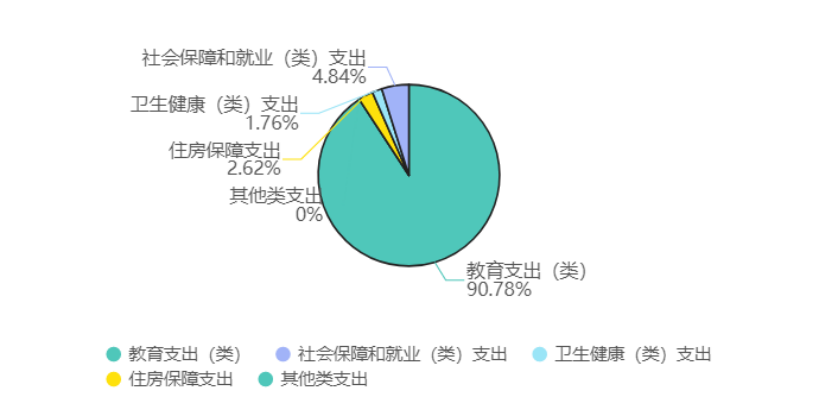 社会保障和就业（类）支出
4.84%
卫生健康（类）支出
1.76%
住房保障支出
2.62%
其他类支出
0%
教育支出（类）
90.78%
教育支出（类） 社会保障和就业（类）支出 卫生健康（类）支出
住房保障支出 其他类支出